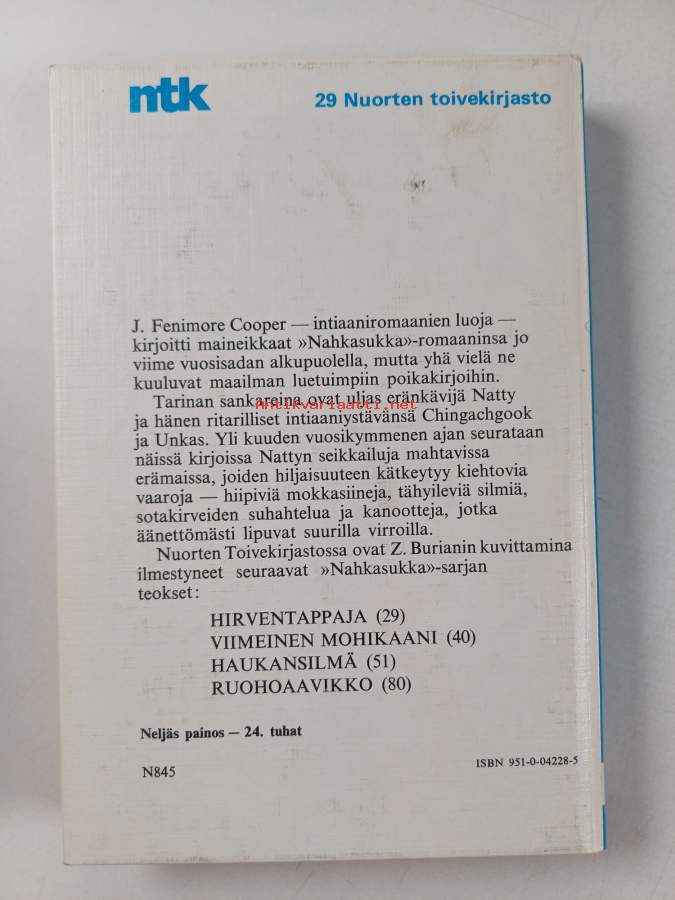 ntk
29 Nuorten toivekirjasto
J. Fenimore Cooper — intiaaniromaanien luoja —
kirjoitti maineikkaat »Nahkasukka»-romaaninsa jo
viime vuosisadan alkupuolella, mutta yhä vielä ne
kuuluvat maailman luetuimpiin poikakirjoihin.
Tarinan sankareina ovat uljas eränkävijä Natty
Antikvariaatti.net
ja hänen ritarilliset intiaaniystävänsä Chingachgook
ja Unkas. Yli kuuden vuosikymmenen ajan seurataan
näissä kirjoissa Nattyn seikkailuja mahtavissa
erämaissa, joiden hiljaisuuteen kätkeytyy kiehtovia
vaaroja — hiipiviä mokkasiineja, tähyileviä silmiä,
sotakirveiden suhahtelua ja kanootteja, jotka
äänettömästi lipuvat suurilla virroilla.
Nuorten Toivekirjastossa ovat Z. Burianin kuvittamina
ilmestyneet seuraavat »Nahkasukka»-sarjan
teokset:
HIRVENTAPPAJA (29)
VIIMEINEN MOHIKAANI (40)
HAUKANSILMÄ (51)
RUOHOAAVIKKO (80)
Neljäs painos — 24. tuhat
N845
ISBN 951-0-04228-5